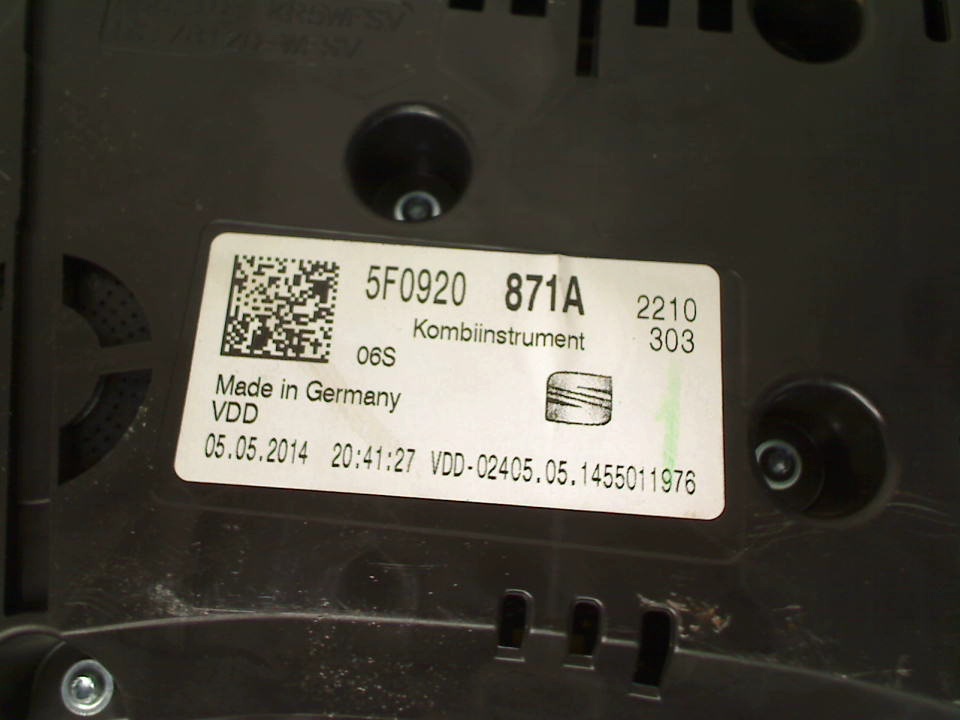 5F0920 871A 2210
Kombiinstrument 303
06S
Made in Germany
VDD
05.05.2014 20:41:27 VDD-02405.05.1455011976